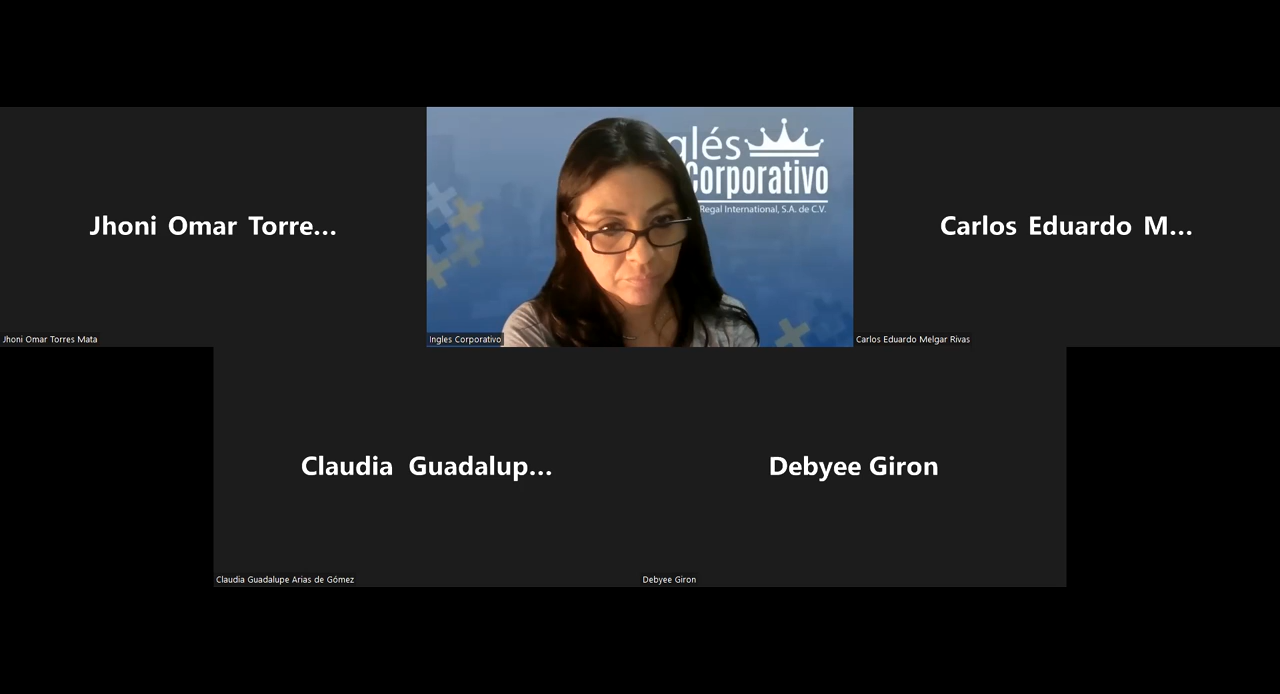 Jhoni Omar Torre...
glés
Corporativo
Regal International, S.A. de C.V.
Carlos Eduardo M...
Jhoni Omar Torres Mata
Ingles Corporativo
Carlos Eduardo Melgar Rivas
Claudia Guadalup...
Debyee Giron
Claudia Guadalupe Arias de Gómez
Debyee Giron